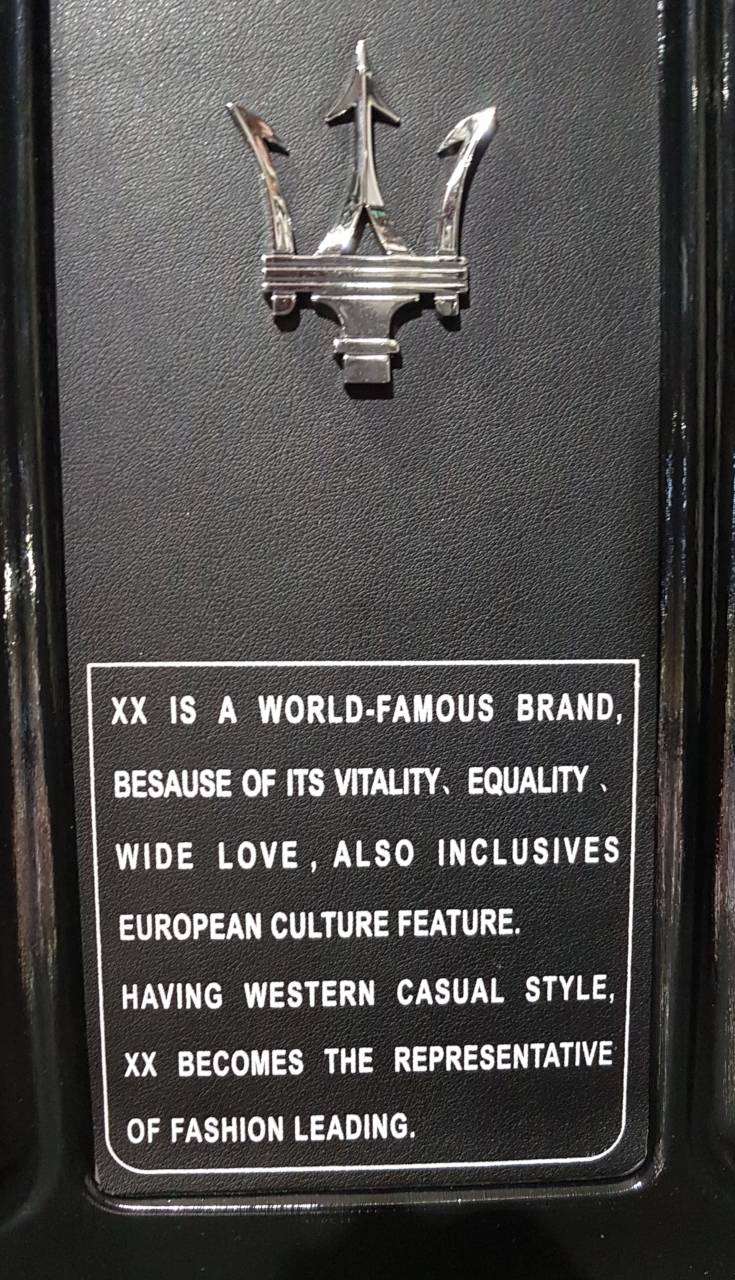 XX IS A WORLD-FAMOUS BRAND,
BESAUSE OF ITS VITALITY、EQUALITY 、
WIDE LOVE , ALSO INCLUSIVES
EUROPEAN CULTURE FEATURE.
HAVING WESTERN CASUAL STYLE,
XX BECOMES THE REPRESENTATIVE
OF FASHION LEADING.